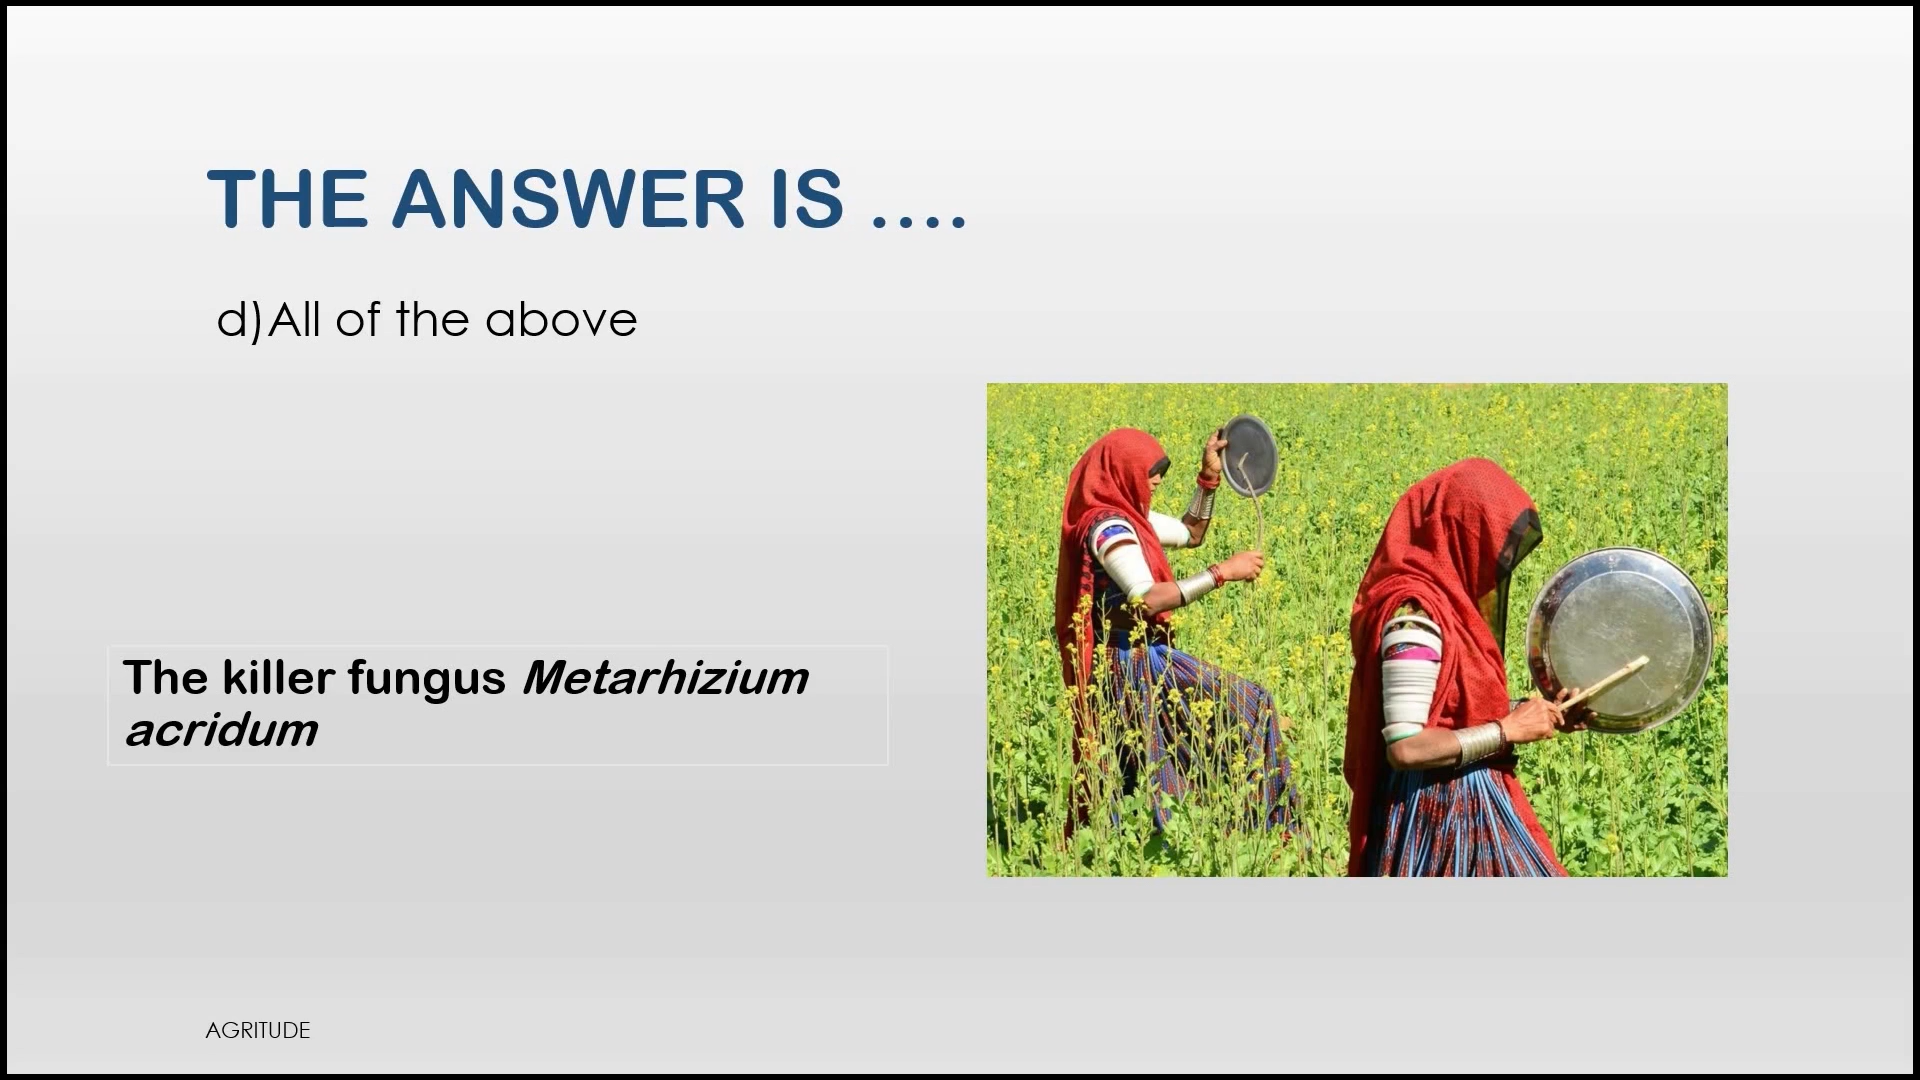 THE ANSWER IS ....
d)All of the above
The killer fungus Metarhizium
acridum
AGRITUDE